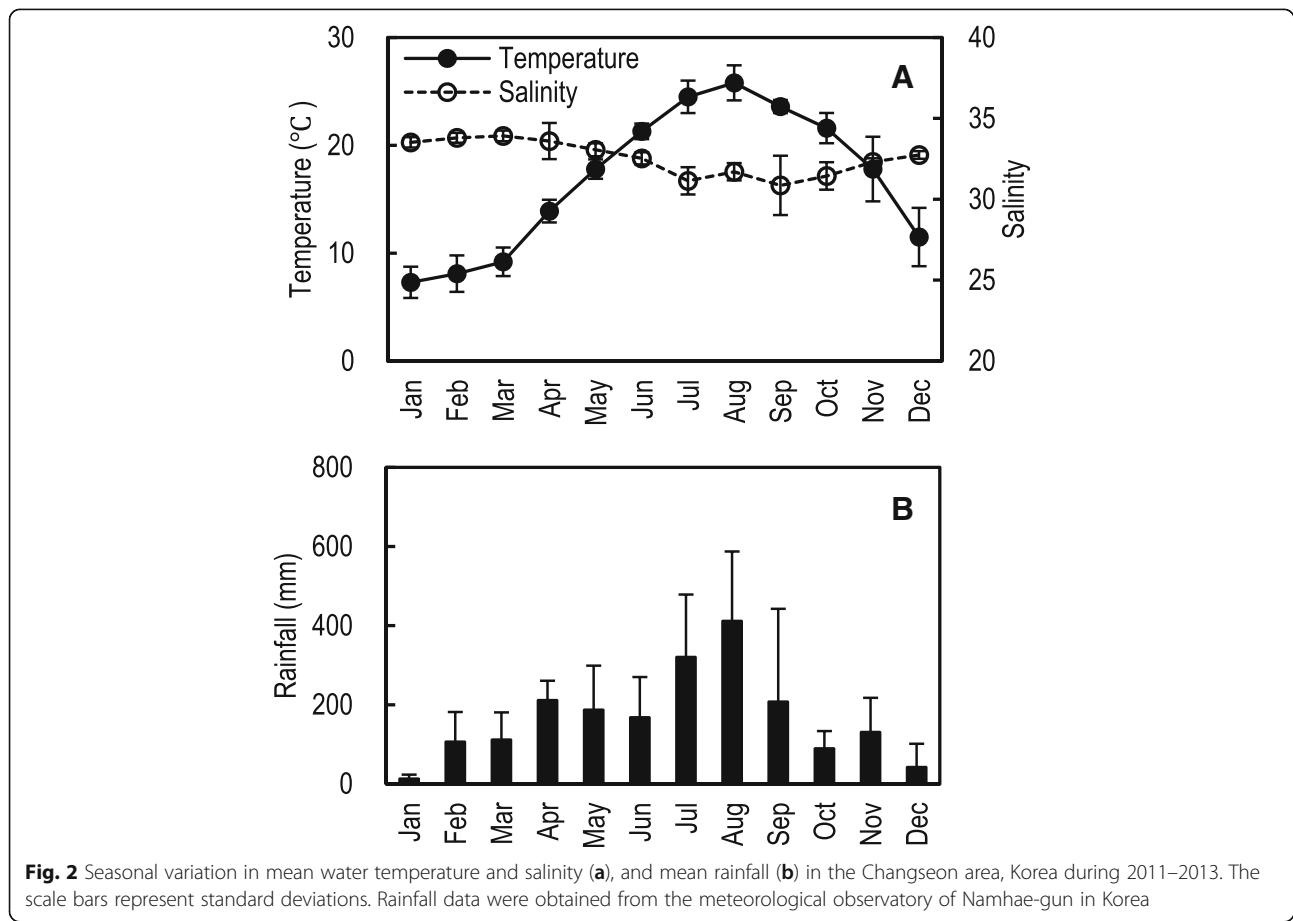 30
40
Temperature
Salinity
A
Temperature (°C )
20
35
30
Salinity
10
25
0
20
Jan
Feb
Mar
Apr
May
Jun
Jul
Aug
Sep
Oct
Nov
Dec
800
B
600
Rainfall (mm)
400
200
0
Jan
Feb
Mar
Apr
May
Jun
Jul
Aug
Sep
Oct
Nov
Dec
Fig. 2 Seasonal variation in mean water temperature and salinity (a), and mean rainfall (b) in the Changseon area, Korea during 2011–2013. The
scale bars represent standard deviations. Rainfall data were obtained from the meteorological observatory of Namhae-gun in Korea